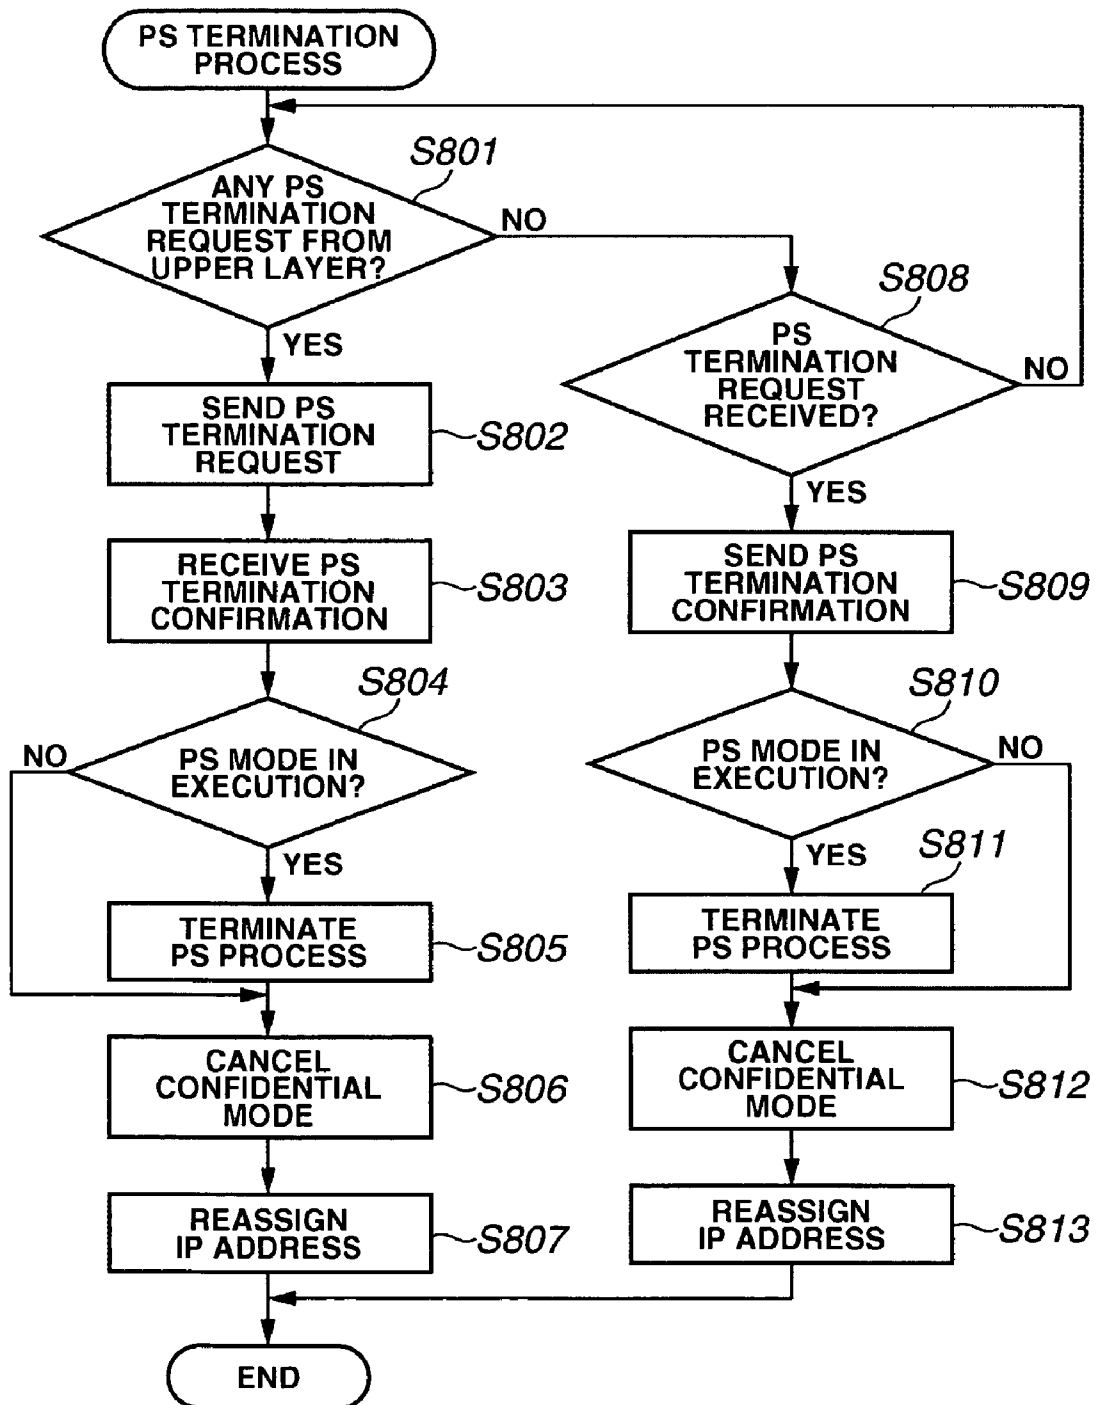 PS TERMINATION
PROCESS
S801
ANY PS
TERMINATION
REQUEST FROM
UPPER LAYER?
NO
YES
S808
PS
TERMINATION
REQUEST
RECEIVED?
NO
YES
SEND PS
TERMINATION
REQUEST
S802
RECEIVE PS
TERMINATION
CONFIRMATION
S803
SEND PS
TERMINATION
CONFIRMATION
S809
S804
PS MODE IN
EXECUTION?
NO
YES
S810
PS MODE IN
EXECUTION?
NO
YES
TERMINATE
PS PROCESS
S805
S811
TERMINATE
PS PROCESS
CANCEL
CONFIDENTIAL
MODE
S806
CANCEL
CONFIDENTIAL
MODE
S812
REASSIGN
IP ADDRESS
S807
REASSIGN
IP ADDRESS
S813
END